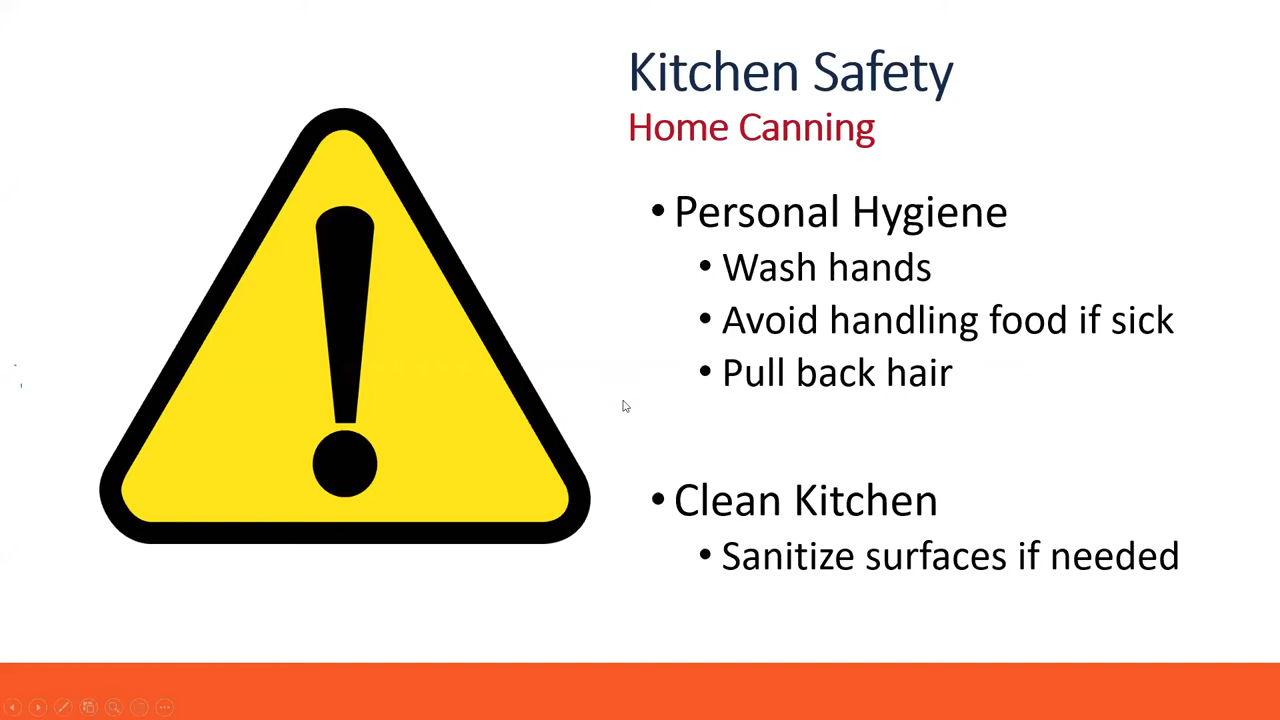 Kitchen Safety
Home Canning
• Personal Hygiene
• Wash hands
• Avoid handling food if sick
• Pull back hair
• Clean Kitchen
• Sanitize surfaces if needed